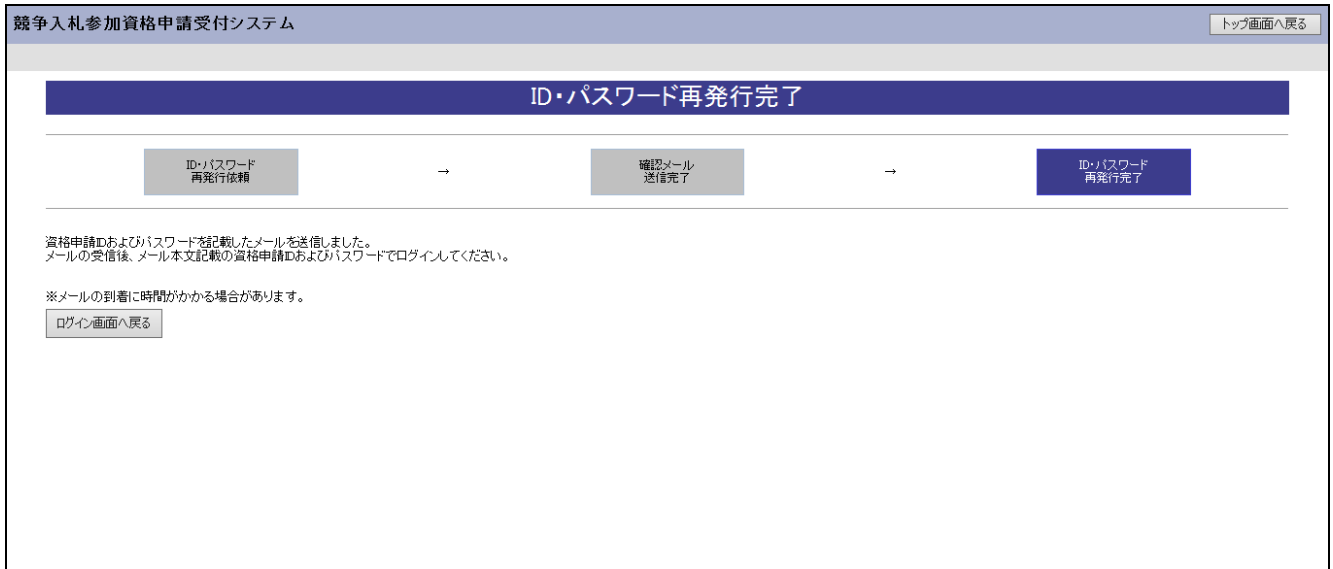 競争入札参加資格申請受付システム
トップ画面へ戻る
ID・パスワード再発行完了
ID・パスワード
再発行依頼
→
確認メール
送信完了
→
ID・パスワード
再発行完了
資格申請IDおよびパスワードを記載したメールを送信しました。
メールの受信後、メール本文記載の資格申請IDおよびパスワードでログインしてください。
※メールの到着に時間がかかる場合があります。
ログイン画面へ戻る